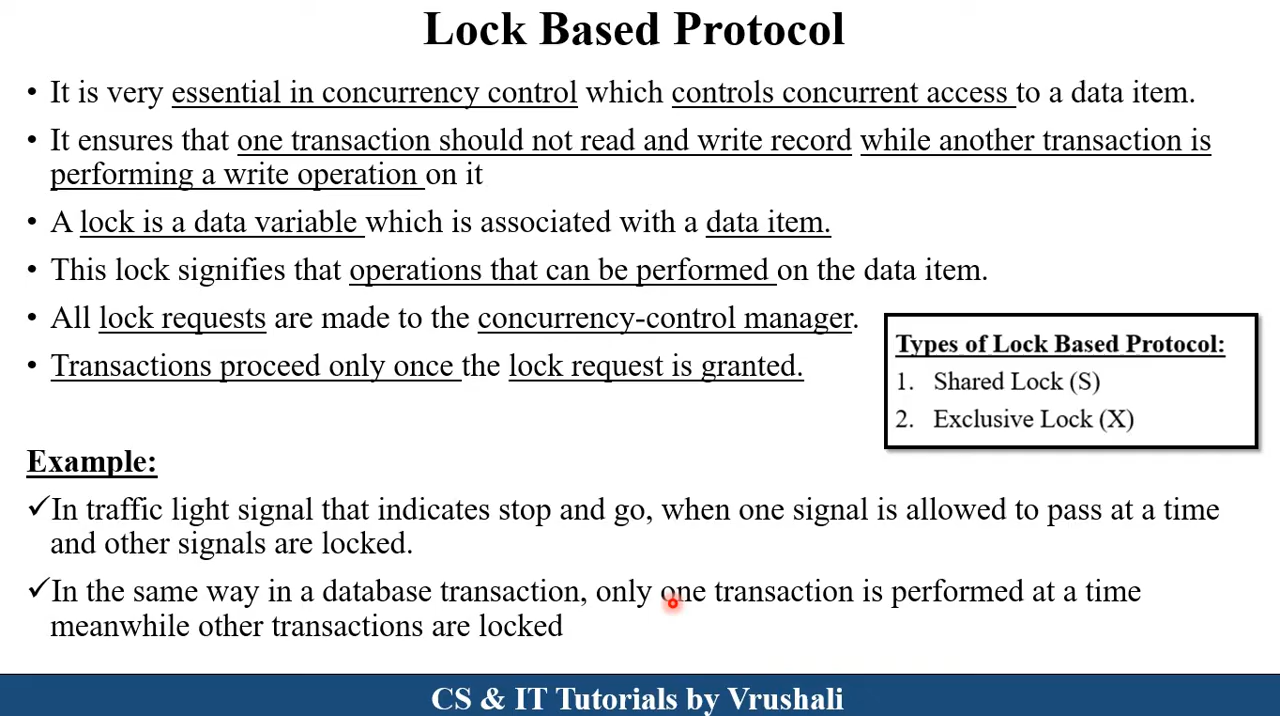 Lock Based Protocol
• It is very essential in concurrency control which controls concurrent access to a data item.
• It ensures that one transaction should not read and write record while another transaction is
performing a write operation on it
• A lock is a data variable which is associated with a data item.
• This lock signifies that operations that can be performed on the data item.
• All lock requests are made to the concurrency-control manager.
• Transactions proceed only once the lock request is granted.
Types of Lock Based Protocol:
1. Shared Lock (S)
2. Exclusive Lock (X)
Example:
✓In traffic light signal that indicates stop and go, when one signal is allowed to pass at a time
and other signals are locked.
✓In the same way in a database transaction, only one transaction is performed at a time
meanwhile other transactions are locked
CS & IT Tutorials by Vrushali